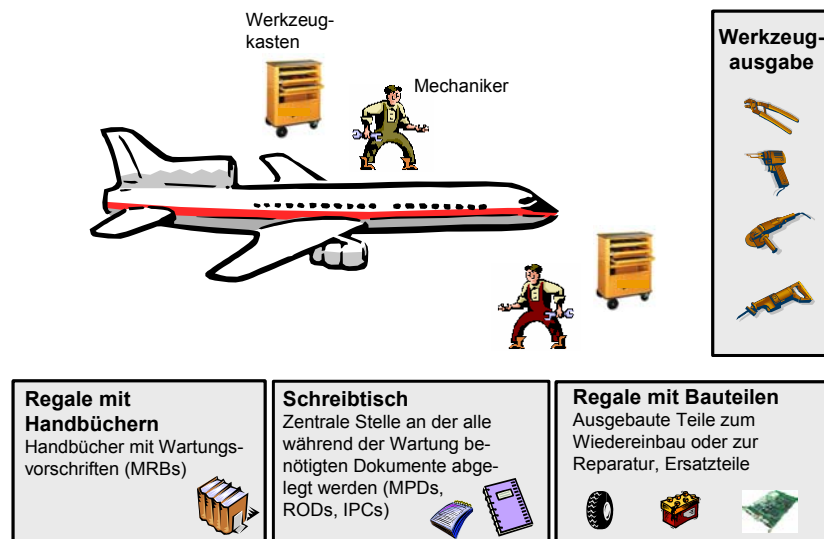 Werkzeug-
kasten
Mechaniker
Werkzeug-
ausgabe
Regale mit
Handbüchern
Handbücher mit Wartungs-
vorschriften (MRBs)
Schreibtisch
Zentrale Stelle an der alle
während der Wartung be-
nötigten Dokumente abge-
legt werden (MPDs,
RODs, IPCs)
Regale mit Bauteilen
Ausgebaute Teile zum
Wiedereinbau oder zur
Reparatur, Ersatzteile